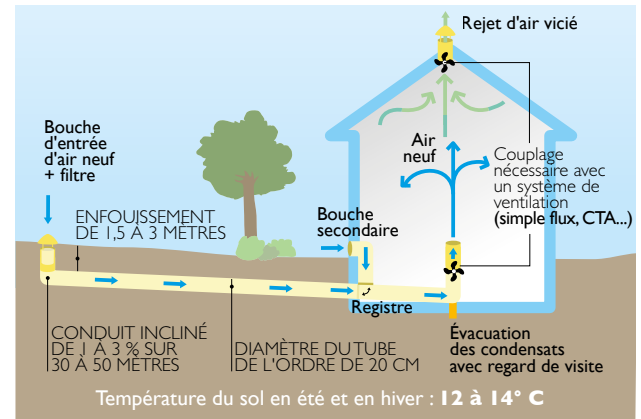 Rejet d'air vicié
Bouche
d'entrée
d'air neuf
+ filtre
Air
neuf
Couplage
nécessaire avec
un système de
ventilation
(simple flux, CTA...)
ENFOUISSEMENT
DE 1,5 À 3 MÈTRES
Bouche
secondaire
Registre
CONDUIT INCLINÉ
DE 1 À 3 % SUR
30 À 50 MÈTRES
DIAMÈTRE DU TUBE
DE L'ORDRE DE 20 CM
Évacuation
des condensats
avec regard de visite
Température du sol en été et en hiver : 12 à 14° C